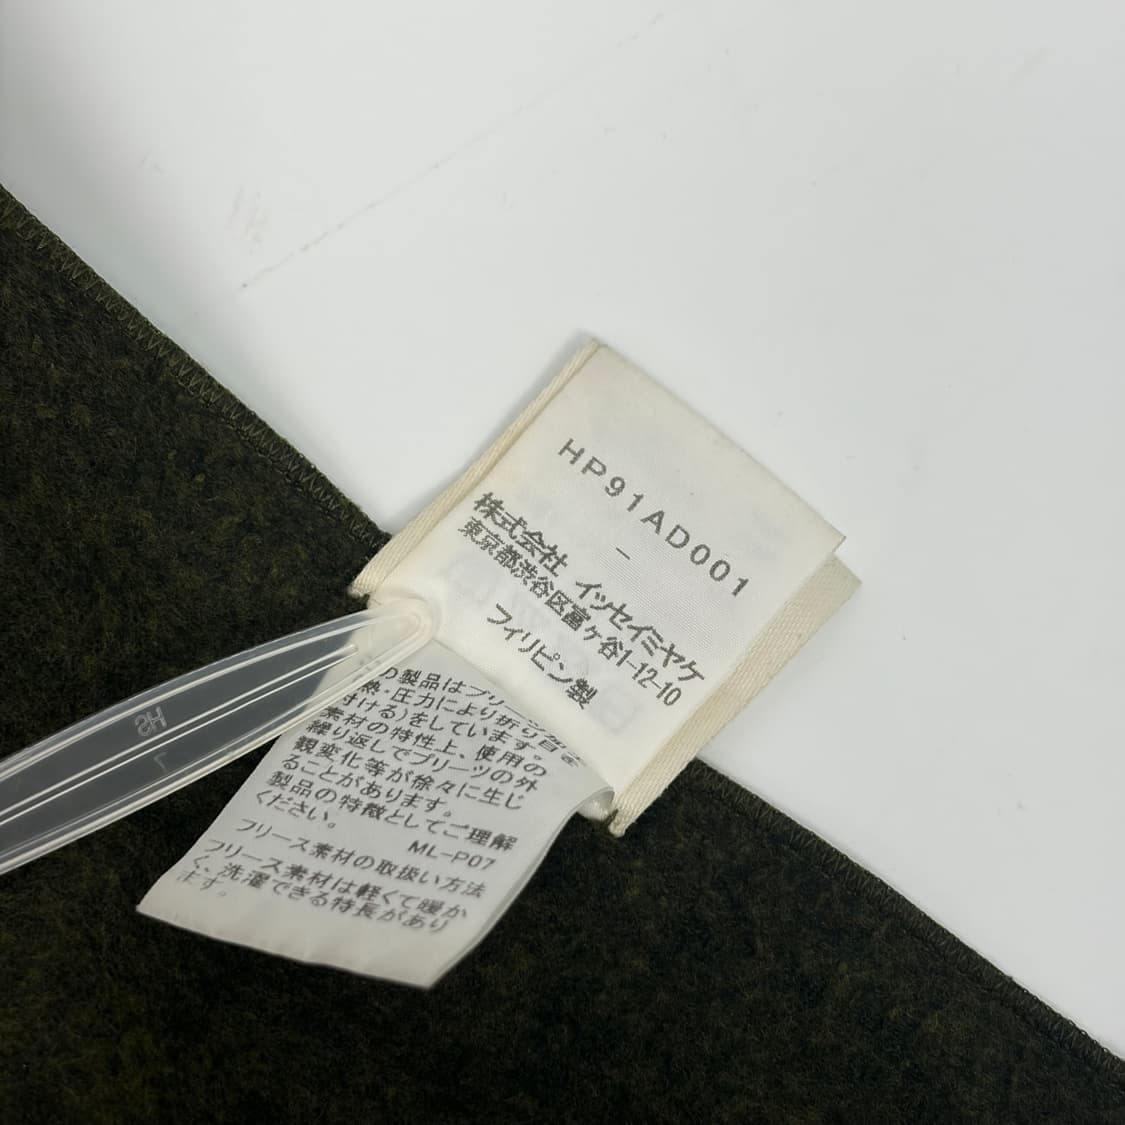 HP91AD001
-
株式会社 イッセイミヤケ
東京都渋谷区富ヶ谷1-12-10
フィリピン製
の製品はプリーツ加
熱・圧力により折り目を
付ける)をしています。
素材の特性上、使用の
繰り返しでプリーツの外
観変化等が徐々に生じ
ることがあります。
製品の特徴としてご理解
ください。
ML-P07
フリース素材の取扱い方法
フリース素材は軽くて暖か
く、洗濯できる特長があり
ます。
HS
7